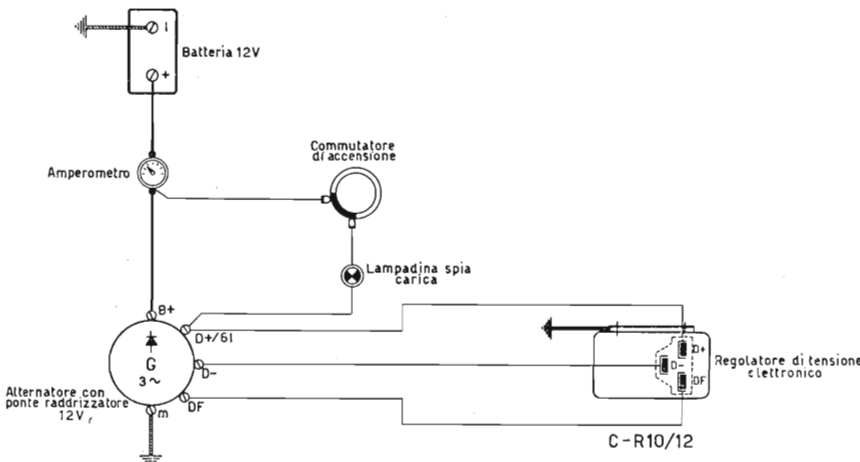 I
Batteria 12V
+
Commutatore
di accensione
Amperometro
Lampadina spia
carica
B+
D+/61
G
3~
D-
DF
m
Alternatore con
ponte raddrizzatore
12V
D+
D-
DF
Regolatore di tensione
elettronico
C-R10/12